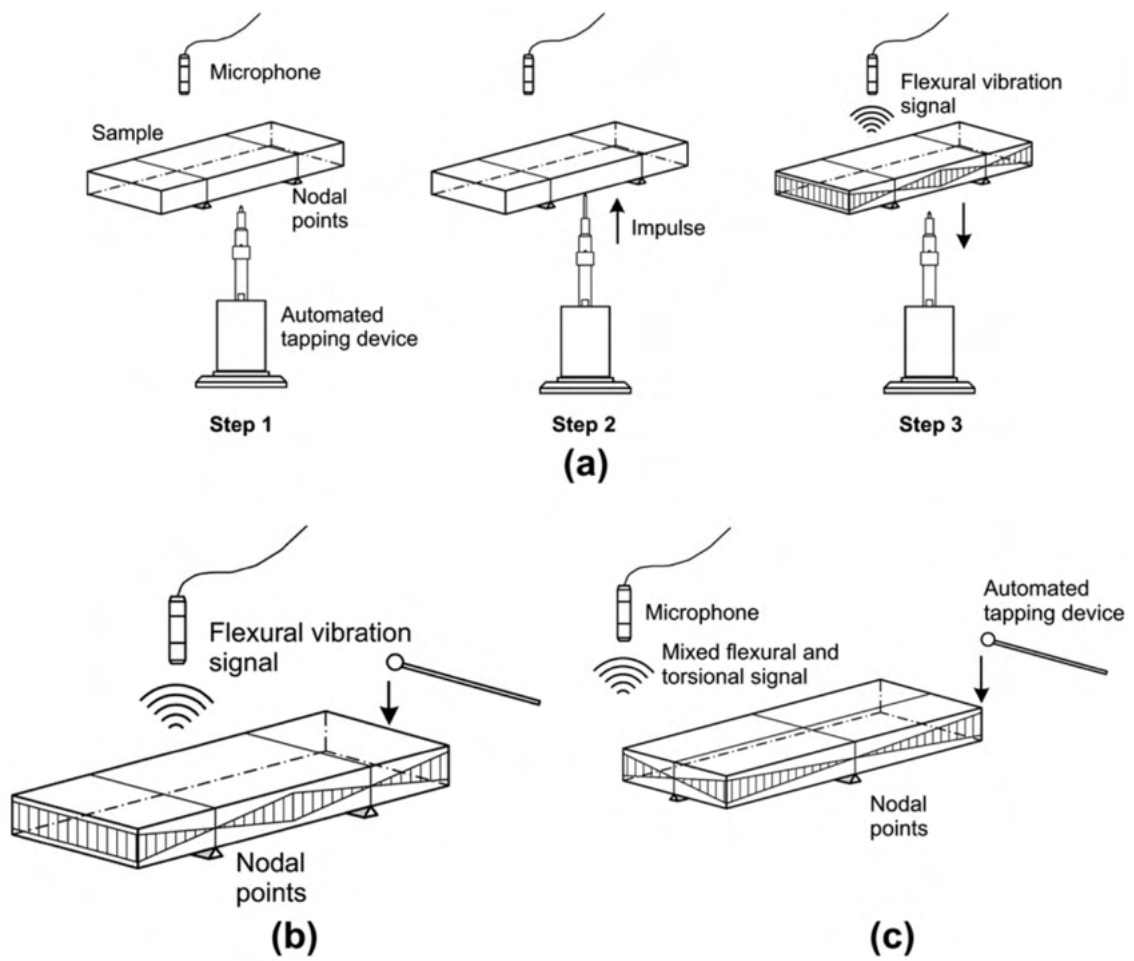 Microphone
Sample
Nodal
points
Automated
tapping device
Step 1
Impulse
Step 2
Flexural vibration
signal
Step 3
(a)
Flexural vibration
signal
Nodal
points
(b)
Microphone
Mixed flexural and
torsional signal
Automated
tapping device
Nodal
points
(c)